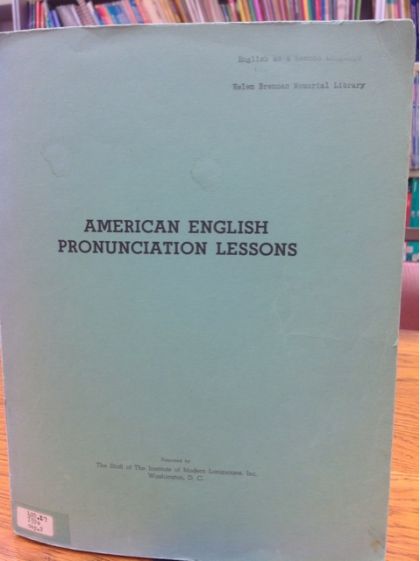 English as a Second Language
Helen Brennan Memorial Library
AMERICAN ENGLISH
PRONUNCIATION LESSONS
Prepared by
The Staff of The Institute of Modern Languages, Inc.
Washington, D. C.